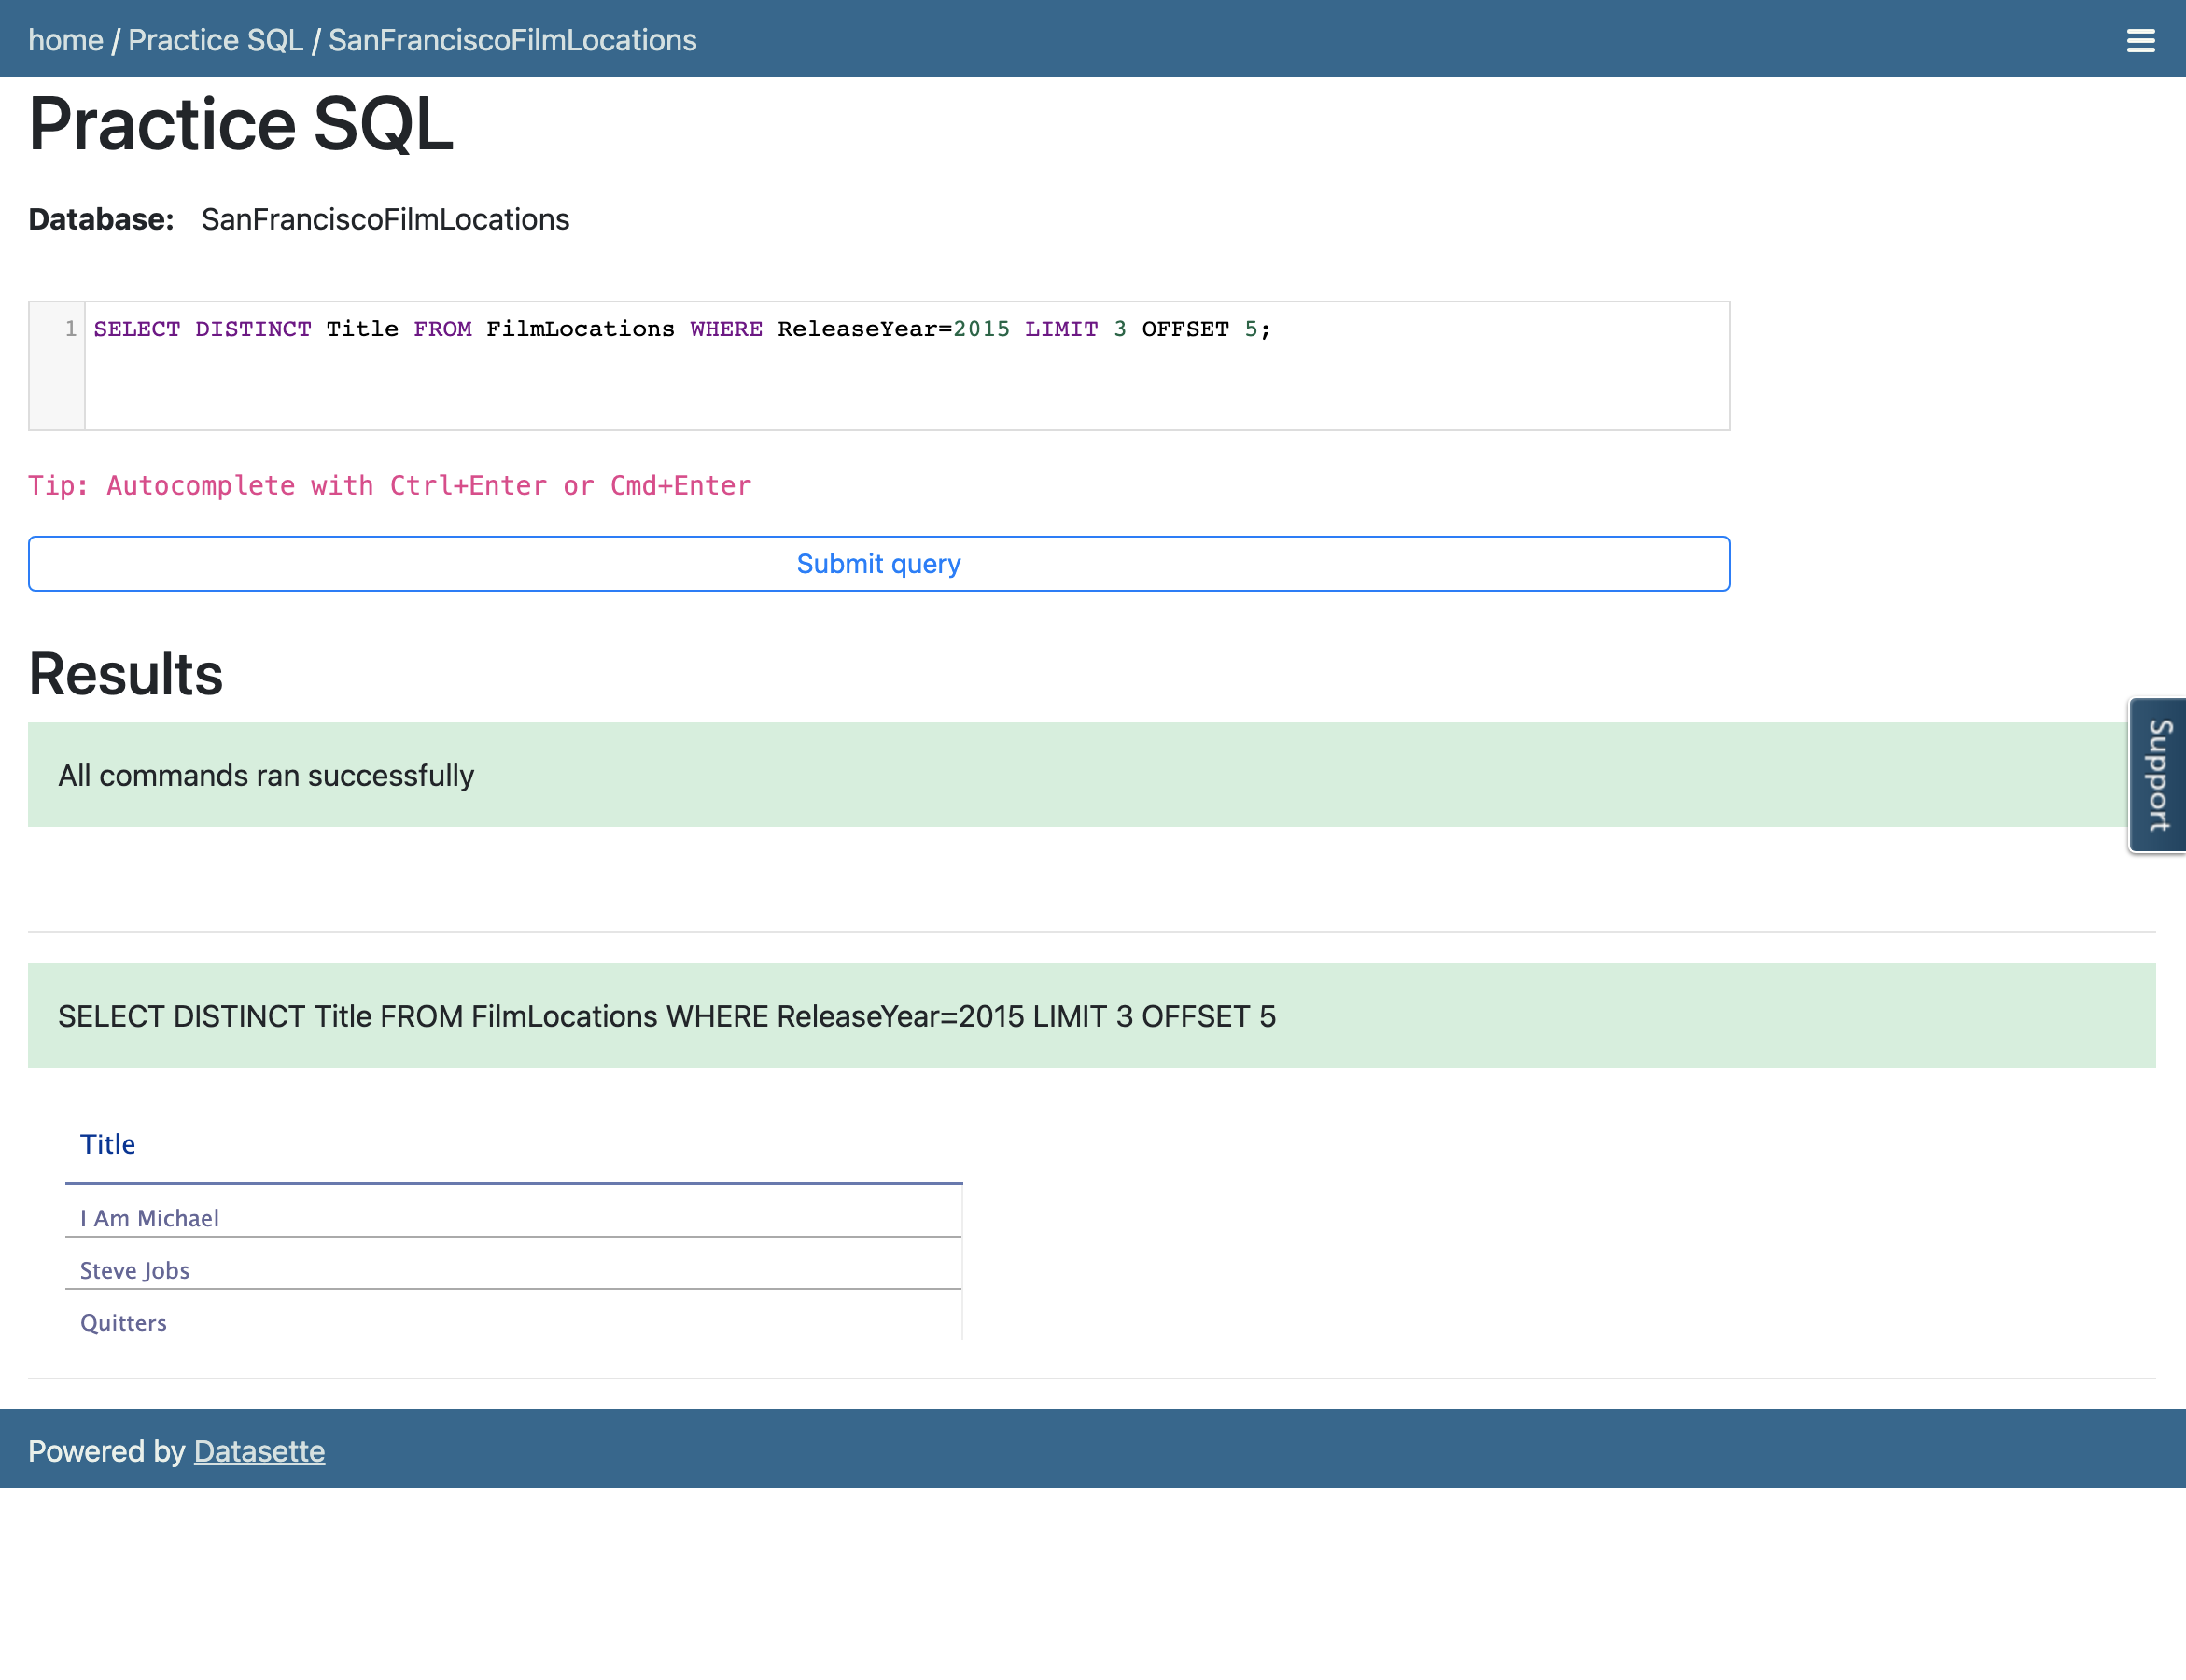 home / Practice SQL / SanFranciscoFilmLocations
Practice SQL
Database: SanFranciscoFilmLocations
1 SELECT DISTINCT Title FROM FilmLocations WHERE ReleaseYear=2015 LIMIT 3 OFFSET 5;
Tip: Autocomplete with Ctrl+Enter or Cmd+Enter
Submit query
Results
Support
All commands ran successfully
SELECT DISTINCT Title FROM FilmLocations WHERE ReleaseYear=2015 LIMIT 3 OFFSET 5
Title
I Am Michael
Steve Jobs
Quitters
Powered by Datasette